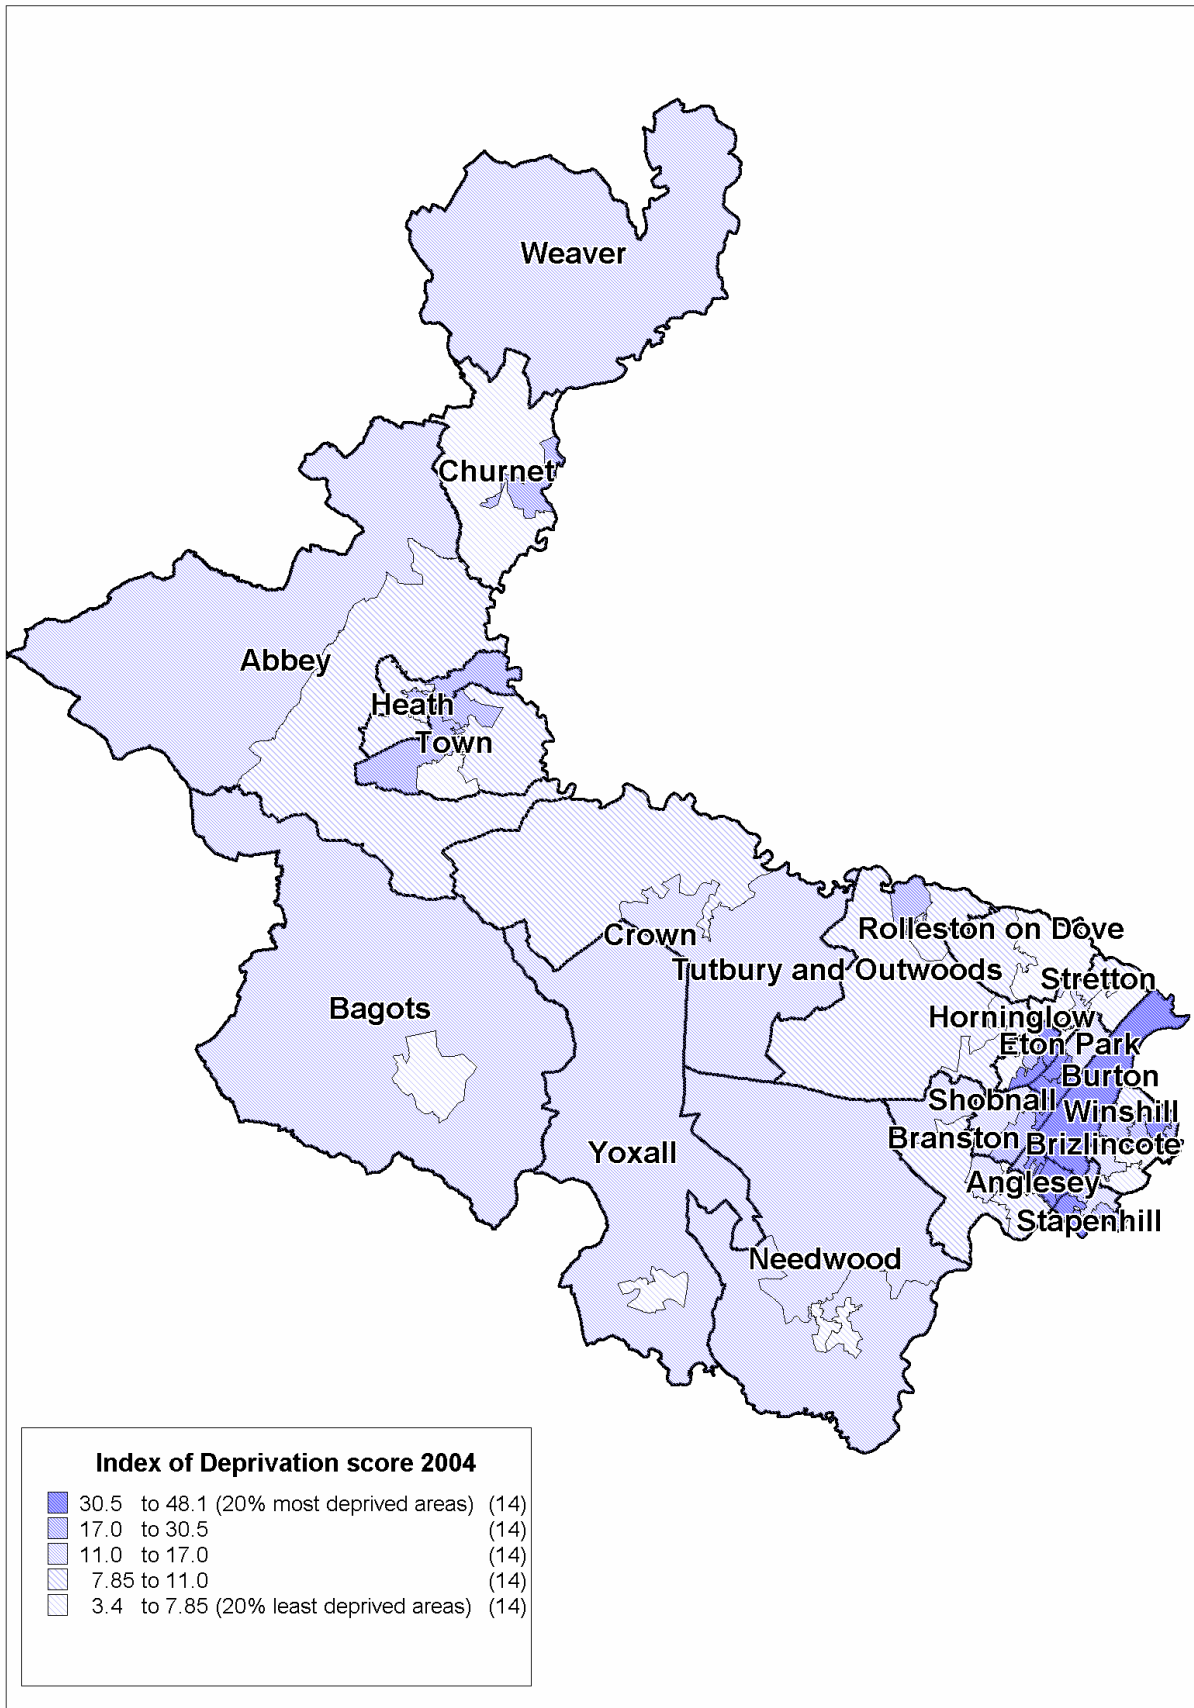 Weaver
Churnet
Abbey
Heath
Town
Crown
Rolleston on Dove
Tutbury and Outwoods
Stretton
Bagots
Horninglow
Eton Park
Burton
Shobnall
Winshill
Branston
Brizlincote
Yoxall
Anglesey
Stapenhill
Needwood
Index of Deprivation score 2004
30.5 to 48.1 (20% most deprived areas) (14)
17.0 to 30.5 (14)
11.0 to 17.0 (14)
7.85 to 11.0 (14)
3.4 to 7.85 (20% least deprived areas) (14)